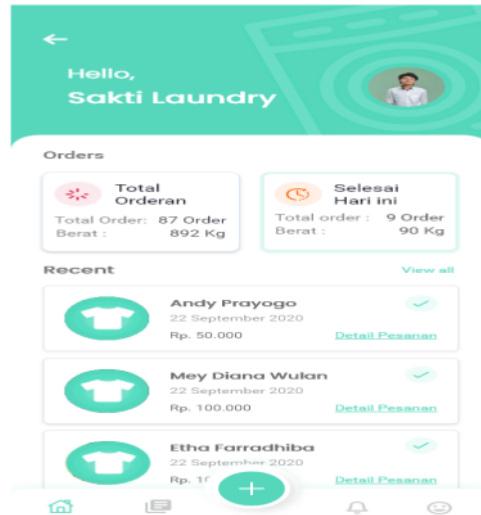 Hello,
Sakti Laundry
Orders
Total
Orderan
Total Order: 87 Order
Berat : 892 Kg
Selesai
Hari ini
Total order : 9 Order
Berat : 90 Kg
Recent View all
Andy Prayogo
22 September 2020
Rp. 50.000 Detail Pesanan
Mey Diana Wulan
22 September 2020
Rp. 100.000 Detail Pesanan
Etha Farradhiba
22 September 2020
Rp. Detail Pesanan